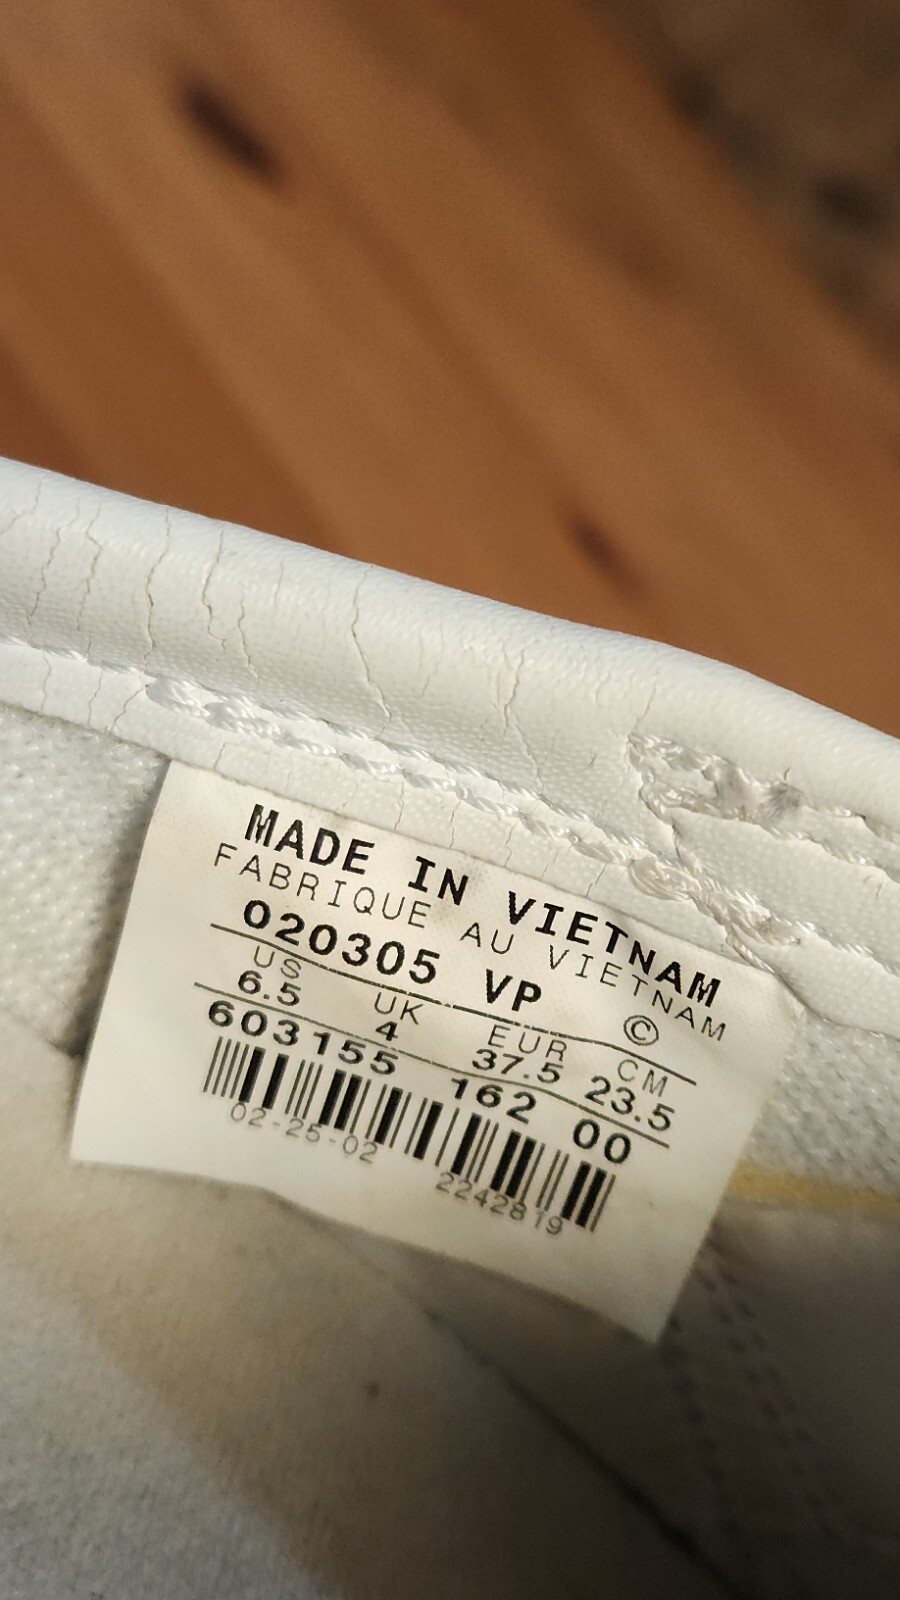 MADE IN VIETNAM
FABRIQUE AU VIETNAM
020305 VP ©
US UK EUR CM
6.5 4 37.5 23.5
603155 162 00
02-25-02 2242819